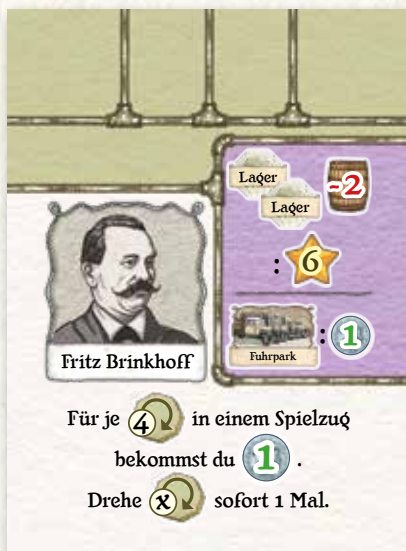 Lager
Lager -2
: 6
Fuhrpark : 1
Fritz Brinkhoff
Für je 4 in einem Spielzug
bekommst du 1 .
Drehe x sofort 1 Mal.